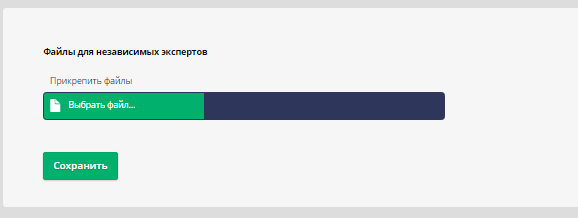 Файлы для независимых экспертов
Прикрепить файлы
Выбрать файл...
Сохранить